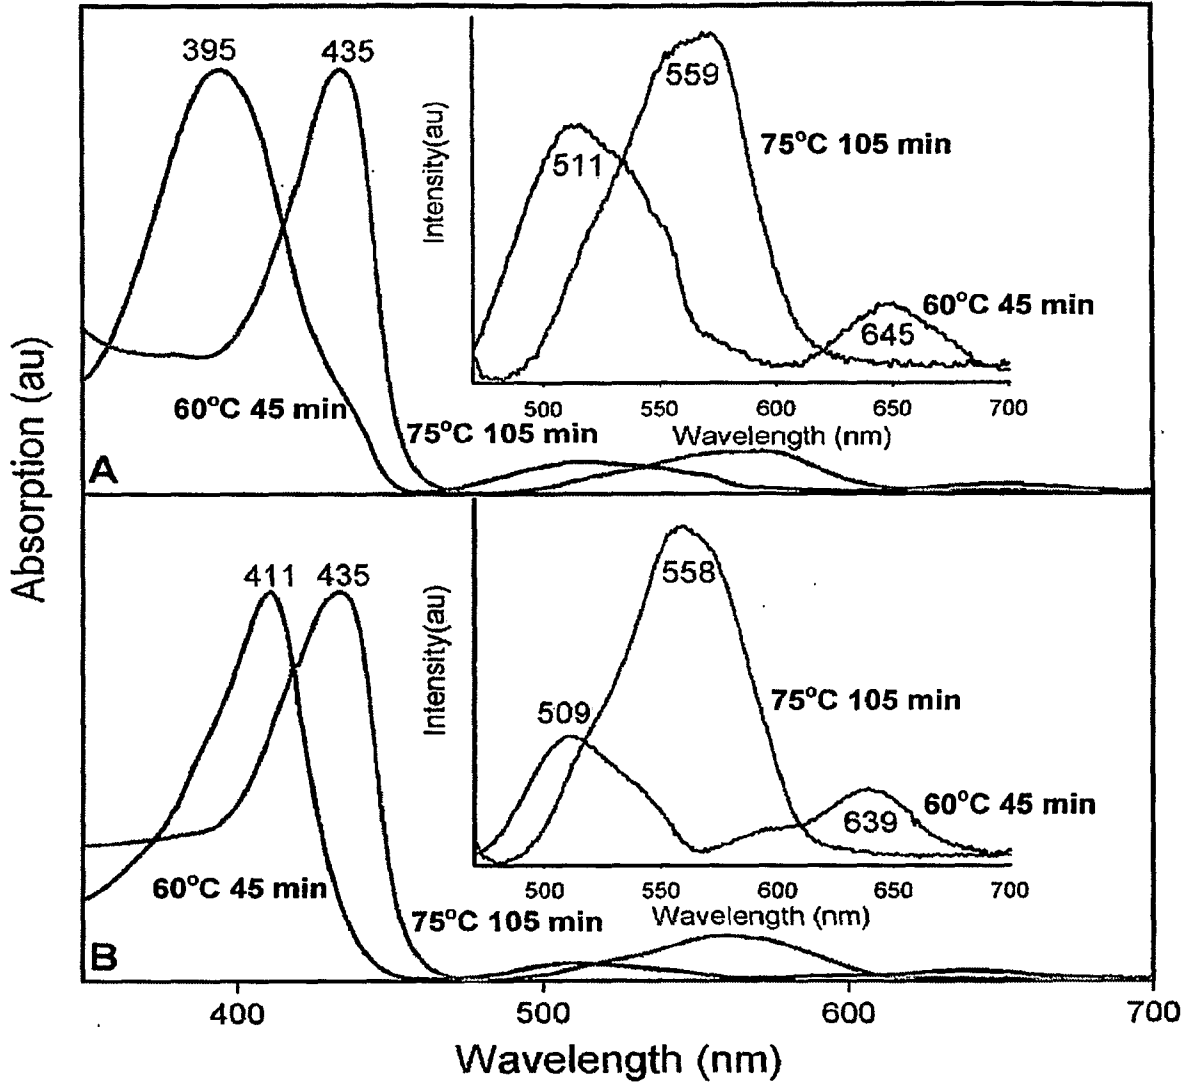 Absorption (au)
395
435
60°C 45 min
75°C 105 min
A
Intensity(au)
559
511
75°C 105 min
60°C 45 min
645
500
550
600
650
700
Wavelength (nm)
411
435
60°C 45 min
75°C 105 min
B
Intensity(au)
558
509
75°C 105 min
60°C 45 min
639
500
550
600
650
700
Wavelength (nm)
400
500
600
700
Wavelength (nm)